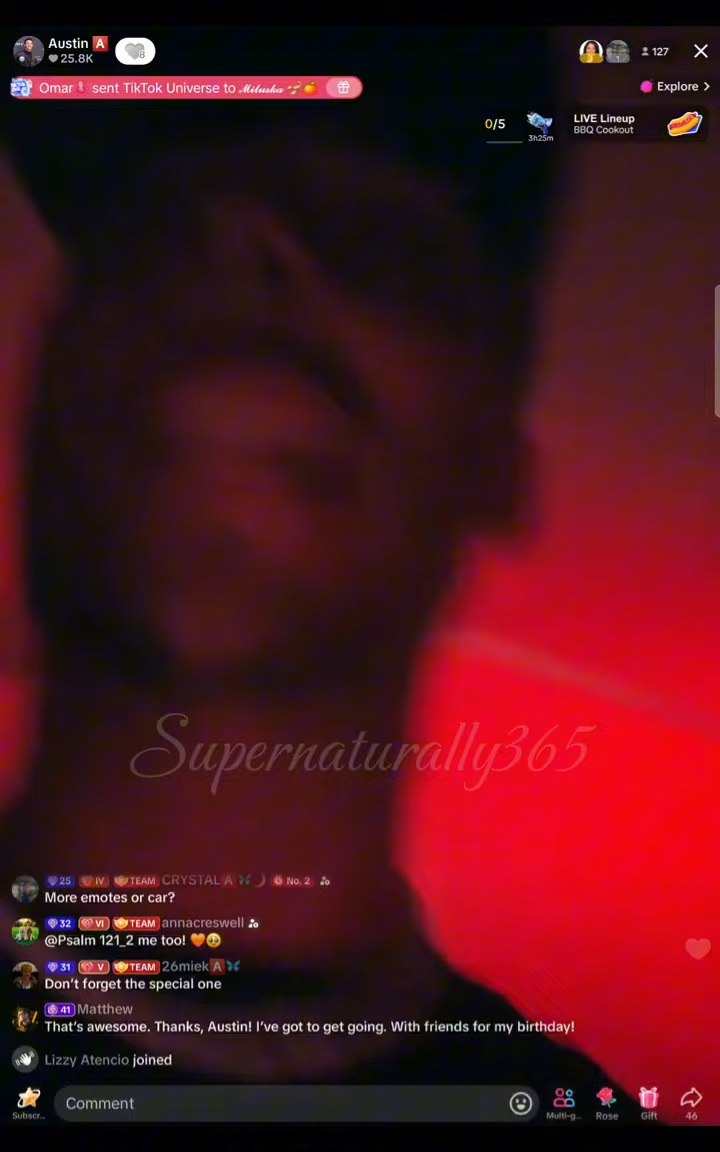 Austin A
25.8K
8
127
Omar sent TikTok Universe to Miluska
Explore >
0/5
3h25m
LIVE Lineup
BBQ Cookout
Supernaturally365
25 IV TEAM CRYSTAL A No. 2
More emotes or car?
32 VI TEAM annacreswell
@Psalm 121_2 me too! 🧡🥹
31 V TEAM 26miek A
Don't forget the special one
41 Matthew
That's awesome. Thanks, Austin! I've got to get going. With friends for my birthday!
Lizzy Atencio joined
Subscr...
Comment
Multi-g...
Rose
Gift
46